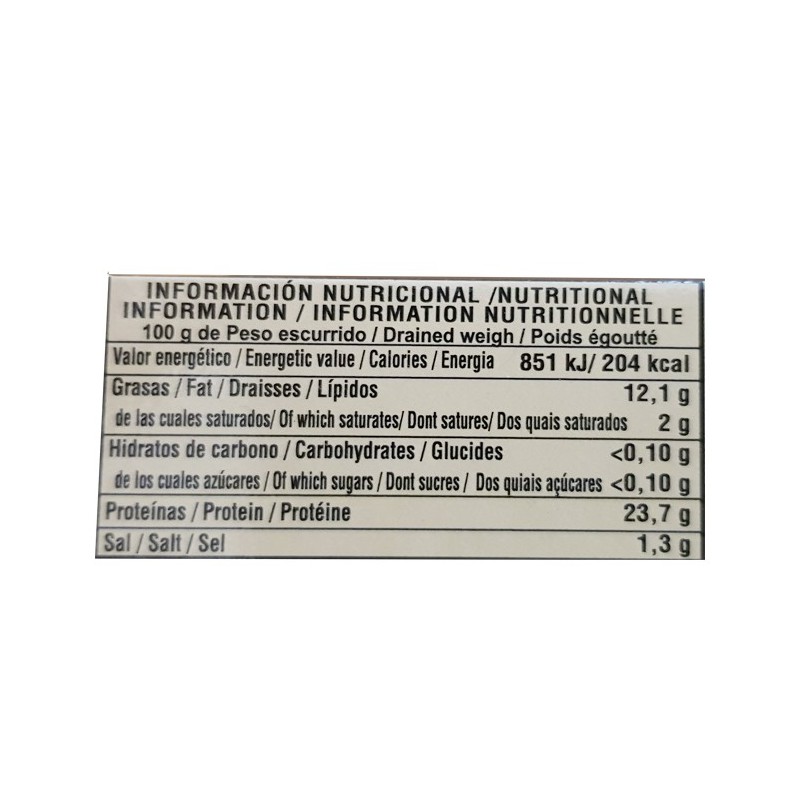 INFORMACIÓN NUTRICIONAL /NUTRITIONAL
INFORMATION / INFORMATION NUTRITIONNELLE
100 g de Peso escurrido / Drained weigh / Poids égoutté
Valor energético / Energetic value / Calories / Energia 851 kJ/ 204 kcal
Grasas / Fat / Draisses / Lípidos 12,1 g
de las cuales saturados/ Of which saturates/ Dont satures/ Dos quais saturados 2 g
Hidratos de carbono / Carbohydrates / Glucides <0,10 g
de los cuales azúcares / Of which sugars / Dont sucres / Dos quiais açúcares <0,10 g
Proteínas / Protein / Protéine 23,7 g
Sal / Salt / Sel 1,3 g